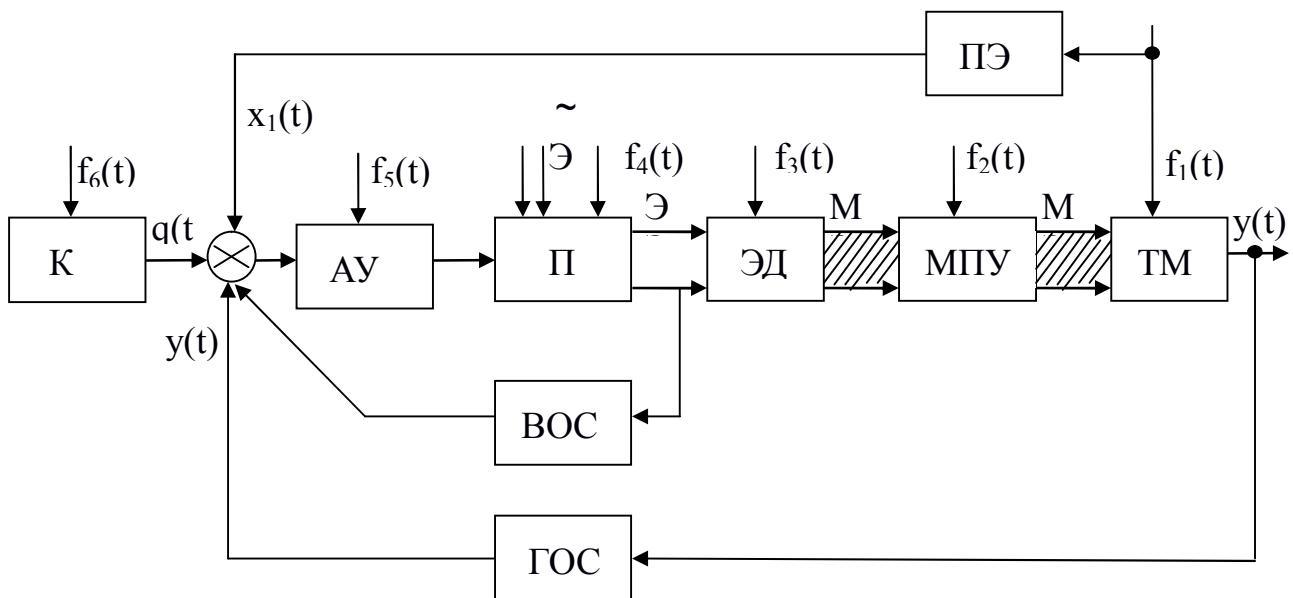 ПЭ
x₁(t)
~
Э
f₆(t)
f₅(t)
f₄(t)
f₃(t)
f₂(t)
f₁(t)
q(t
Э
М
М
y(t)
К
АУ
П
ЭД
МПУ
ТМ
y(t)
ВОС
ГОС